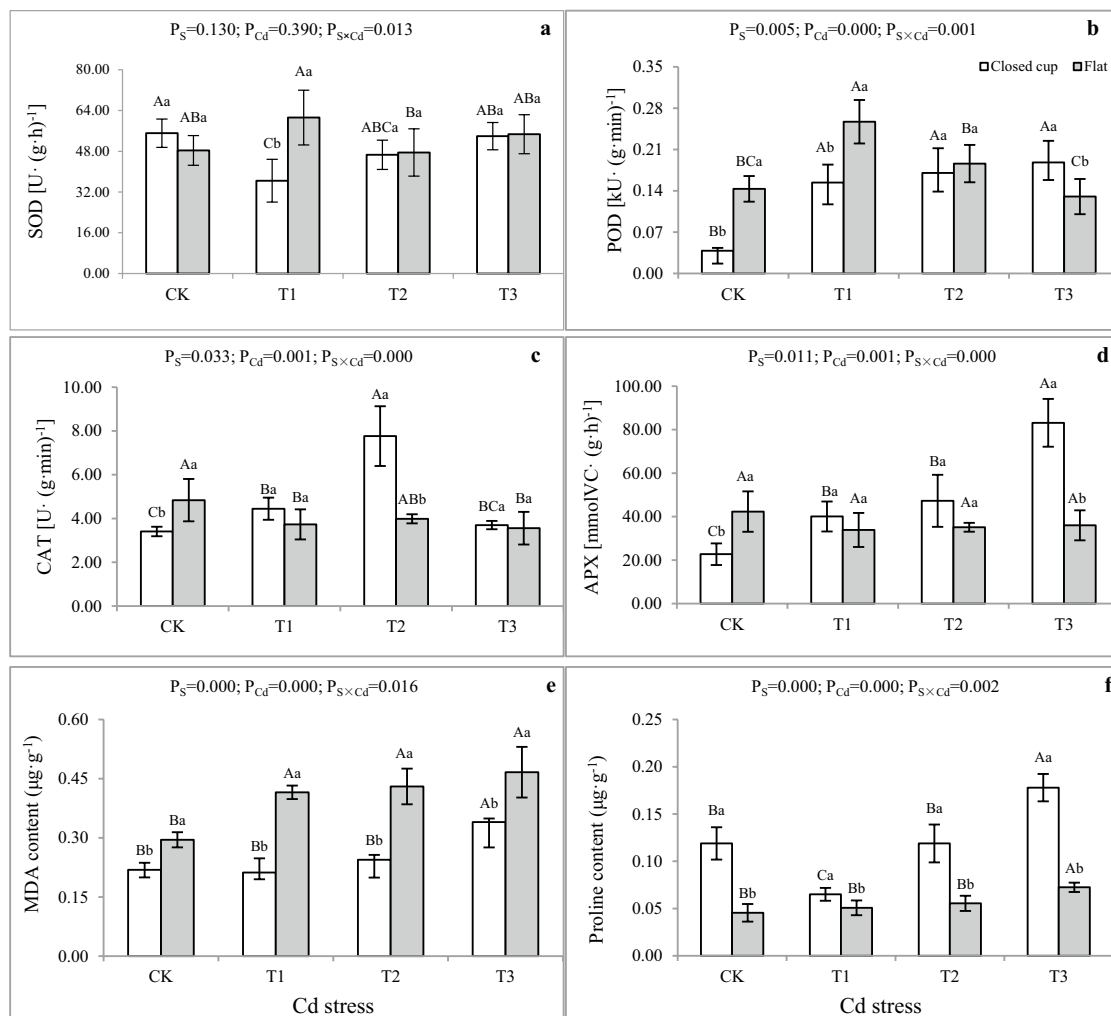 P_S=0.130; P_Cd=0.390; P_S×Cd=0.013
a
SOD [U· (g·h)⁻¹]
80.00
64.00
48.00
32.00
16.00
0.00
Aa
ABa
Cb
Aa
ABCa
Ba
ABa
ABa
CK
T1
T2
T3
P_S=0.005; P_Cd=0.000; P_S×Cd=0.001
b
Closed cup
Flat
POD [kU· (g·min)⁻¹]
0.35
0.28
0.21
0.14
0.07
0.00
Bb
BCa
Ab
Aa
Aa
Ba
Aa
Cb
CK
T1
T2
T3
P_S=0.033; P_Cd=0.001; P_S×Cd=0.000
c
CAT [U· (g·min)⁻¹]
10.00
8.00
6.00
4.00
2.00
0.00
Cb
Aa
Ba
Ba
Aa
ABb
BCa
Ba
CK
T1
T2
T3
P_S=0.011; P_Cd=0.001; P_S×Cd=0.000
d
APX [mmolVC· (g·h)⁻¹]
100.00
80.00
60.00
40.00
20.00
0.00
Cb
Aa
Ba
Aa
Ba
Aa
Aa
Ab
CK
T1
T2
T3
P_S=0.000; P_Cd=0.000; P_S×Cd=0.016
e
MDA content (μg·g⁻¹)
0.60
0.45
0.30
0.15
0.00
Bb
Ba
Bb
Aa
Bb
Aa
Ab
Aa
CK
T1
T2
T3
Cd stress
P_S=0.000; P_Cd=0.000; P_S×Cd=0.002
f
Proline content (μg·g⁻¹)
0.25
0.20
0.15
0.10
0.05
0.00
Ba
Bb
Ca
Bb
Ba
Bb
Aa
Ab
CK
T1
T2
T3
Cd stress